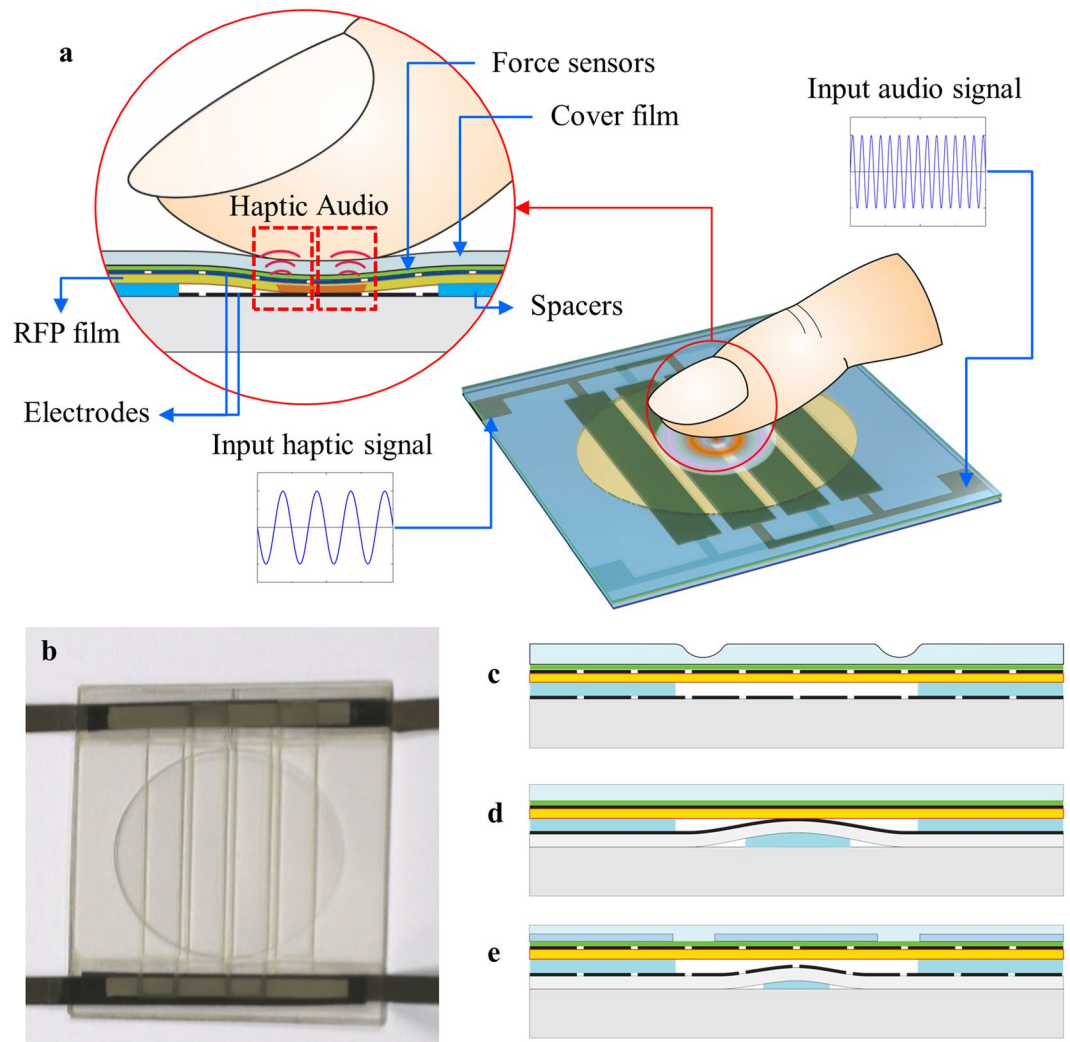 a
Force sensors
Cover film
Input audio signal
Haptic Audio
RFP film
Spacers
Electrodes
Input haptic signal
b
c
d
e